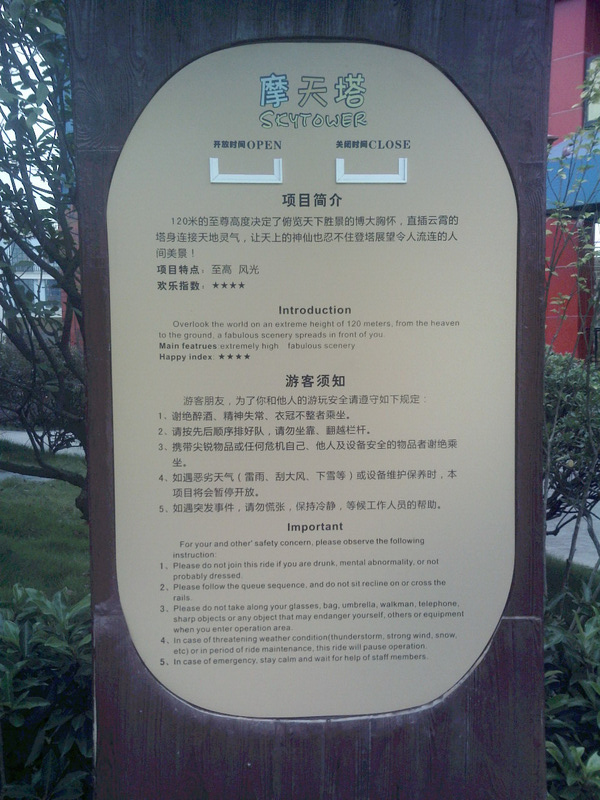 摩天塔
SKYTOWER
开放时间OPEN 关闭时间CLOSE
项目简介
120米的至尊高度决定了俯览天下胜景的博大胸怀，直插云霄的
塔身连接天地灵气，让天上的神仙也忍不住登塔展望令人流连的人
间美景！
项目特点：至高 风光
欢乐指数：★★★★
Introduction
Overlook the world on an extreme height of 120 meters, from the heaven
to the ground, a fabulous scenery spreads in front of you.
Main featrues:extremely high fabulous scenery
Happy index: ★★★★
游客须知
游客朋友，为了你和他人的游玩安全请遵守如下规定：
1、谢绝醉酒、精神失常、衣冠不整者乘坐。
2、请按先后顺序排好队，请勿坐靠、翻越栏杆。
3、携带尖锐物品或任何危机自己、他人及设备安全的物品者谢绝乘
坐。
4、如遇恶劣天气（雷雨、刮大风、下雪等）或设备维护保养时，本
项目将会暂停开放。
5、如遇突发事件，请勿慌张，保持冷静，等候工作人员的帮助。
Important
For your and other' safety concern, please observe the following
instruction:
1、Please do not join this ride if you are drunk, mental abnormality, or not
probably dressed.
2、Please follow the queue sequence, and do not sit recline on or cross the
rails.
3、Please do not take along your glasses, bag, umbrella, walkman, telephone,
sharp objects or any object that may endanger yourself, others or equipment
when you enter operation area.
4、In case of threatening weather condition(thunderstorm, strong wind, snow,
etc) or in period of ride maintenance, this ride will pause operation.
5、In case of emergency, stay calm and wait for help of staff members.